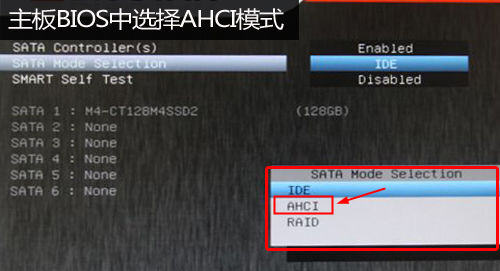 主板BIOS中选择AHCI模式
SATA Controller(s) Enabled
SATA Mode Selection IDE
SMART Self Test Disabled
SATA 1 : M4-CT128M4SSD2 (128GB)
SATA 2 : None
SATA 3 : None
SATA 4 : None
SATA 5 : None
SATA 6 : None
SATA Mode Selection
IDE
AHCI
RAID